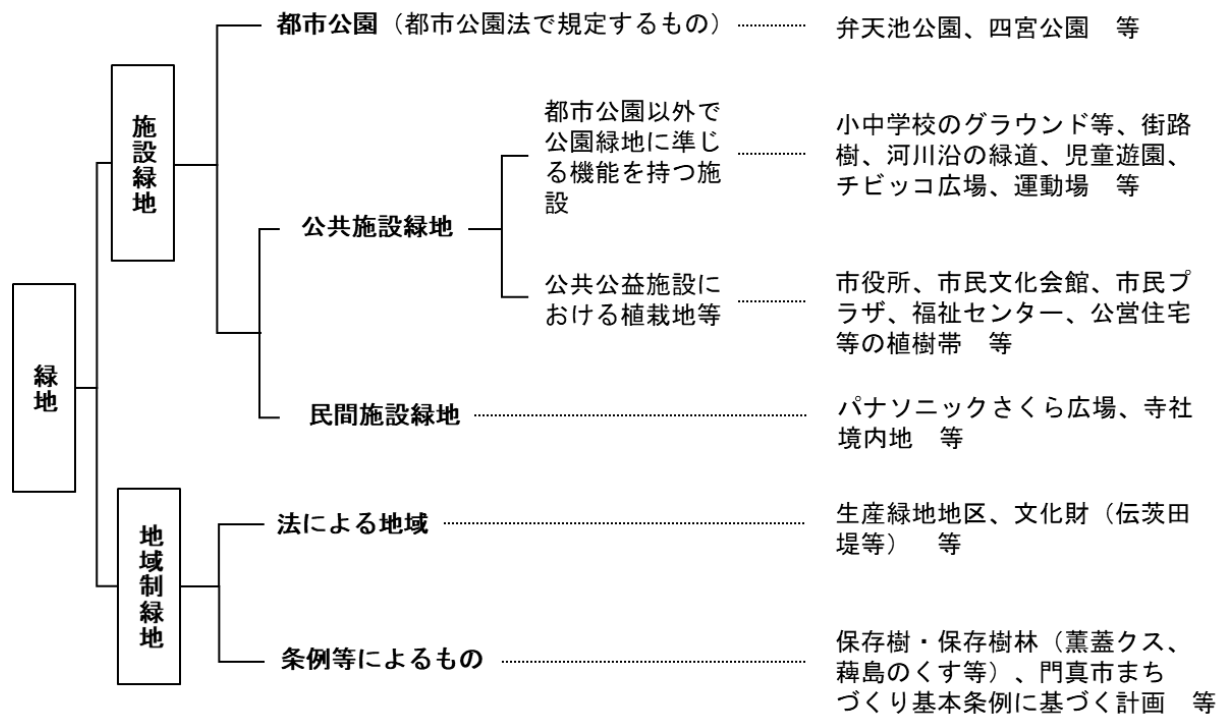 都市公園（都市公園法で規定するもの）
弁天池公園、四宮公園　等
施設緑地
都市公園以外で
公園緑地に準じ
る機能を持つ施
設
小中学校のグラウンド等、街路
樹、河川沿の緑道、児童遊園、
チビッコ広場、運動場　等
公共施設緑地
公共公益施設に
おける植栽地等
市役所、市民文化会館、市民プ
ラザ、福祉センター、公営住宅
等の植樹帯　等
緑地
民間施設緑地
パナソニックさくら広場、寺社
境内地　等
地域制緑地
法による地域
生産緑地地区、文化財（伝茨田
堤等）　等
条例等によるもの
保存樹・保存樹林（薫蓋クス、
稗島のくす等）、門真市まち
づくり基本条例に基づく計画　等